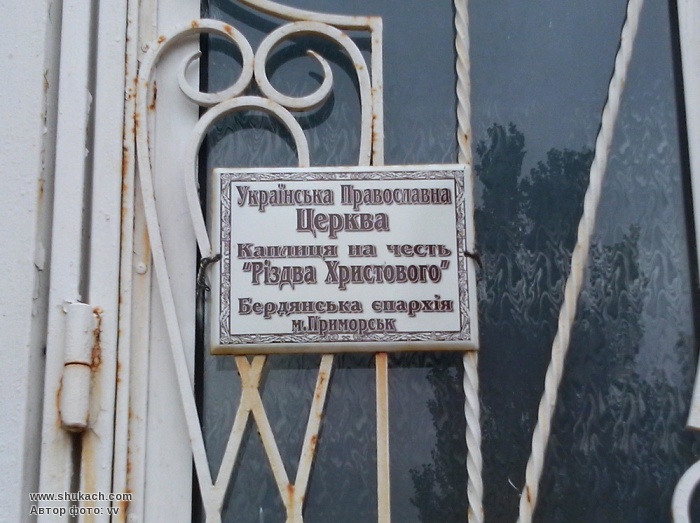 Українська Православна
Церква
Каплиця на честь
"Різдва Христового"
Бердянська єпархія
м.Приморськ
www.shukach.com
Автор фото: vv